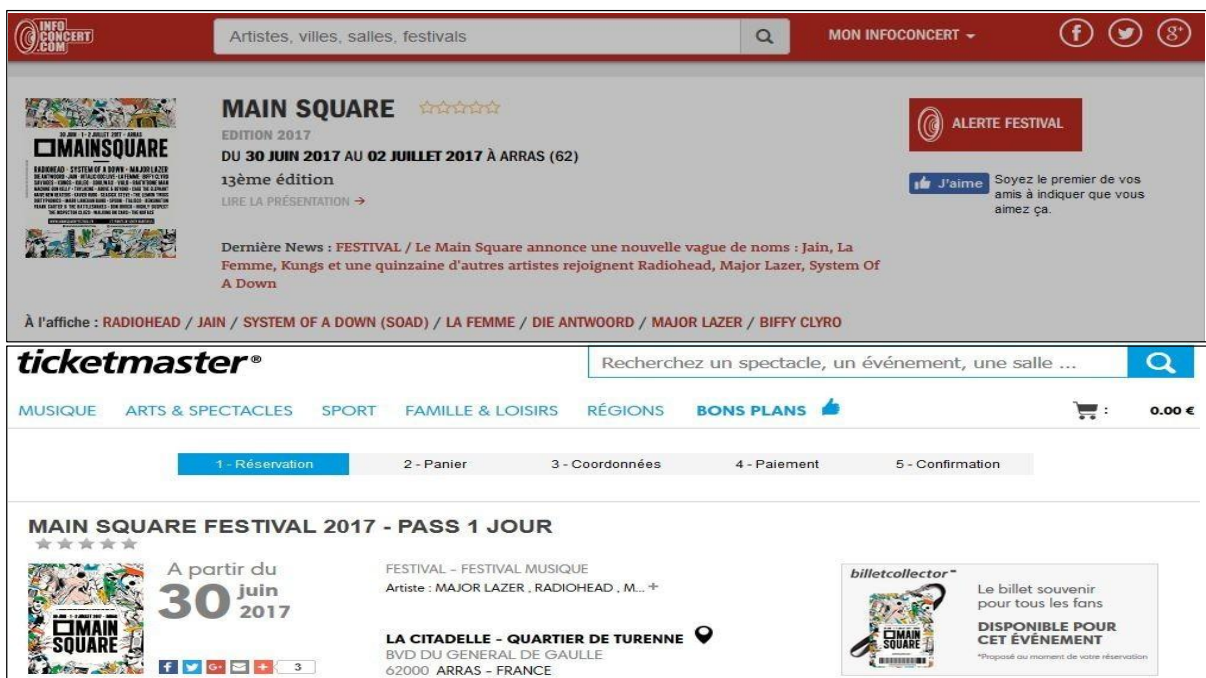 INFO
CONCERT
.COM
Artistes, villes, salles, festivals
MON INFOCONCERT
f
g+
30 JUIN · 1 - 2 JUILLET 2017 - ARRAS
MAINSQUARE
RADIOHEAD · SYSTEM OF A DOWN · MAJOR LAZER
MAIN SQUARE
EDITION 2017
DU 30 JUIN 2017 AU 02 JUILLET 2017 À ARRAS (62)
13ème édition
LIRE LA PRÉSENTATION →
Dernière News : FESTIVAL / Le Main Square annonce une nouvelle vague de noms : Jain, La
Femme, Kungs et une quinzaine d'autres artistes rejoignent Radiohead, Major Lazer, System Of
A Down
ALERTE FESTIVAL
J'aime
Soyez le premier de vos
amis à indiquer que vous
aimez ça.
À l'affiche : RADIOHEAD / JAIN / SYSTEM OF A DOWN (SOAD) / LA FEMME / DIE ANTWOORD / MAJOR LAZER / BIFFY CLYRO
ticketmaster®
Recherchez un spectacle, un événement, une salle ...
MUSIQUE ARTS & SPECTACLES SPORT FAMILLE & LOISIRS RÉGIONS BONS PLANS : 0.00 €
1 - Réservation 2 - Panier 3 - Coordonnées 4 - Paiement 5 - Confirmation
MAIN SQUARE FESTIVAL 2017 - PASS 1 JOUR
MAIN
SQUARE
A partir du
30 juin
2017
f G+ + 3
FESTIVAL - FESTIVAL MUSIQUE
Artiste : MAJOR LAZER , RADIOHEAD , M... +
LA CITADELLE - QUARTIER DE TURENNE
BVD DU GENERAL DE GAULLE
62000 ARRAS - FRANCE
billetcollector
MAIN
SQUARE
Le billet souvenir
pour tous les fans
DISPONIBLE POUR
CET ÉVÉNEMENT
*Proposé au moment de votre réservation